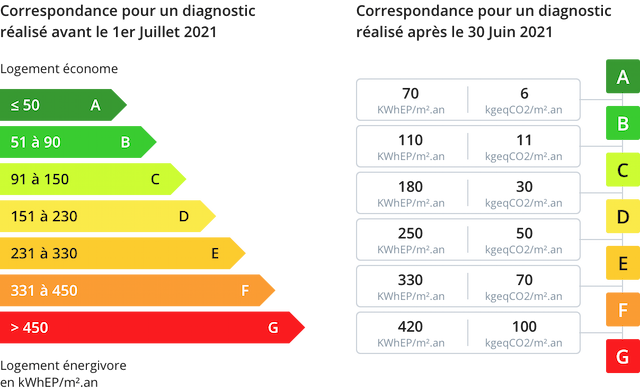 Correspondance pour un diagnostic
réalisé avant le 1er Juillet 2021
Logement économe
≤ 50 A
51 à 90 B
91 à 150 C
151 à 230 D
231 à 330 E
331 à 450 F
> 450 G
Logement énergivore
en kWhEP/m².an
Correspondance pour un diagnostic
réalisé après le 30 Juin 2021
A
70 6
KWhEP/m².an kgeqCO2/m².an
B
110 11
KWhEP/m².an kgeqCO2/m².an
C
180 30
KWhEP/m².an kgeqCO2/m².an
D
250 50
KWhEP/m².an kgeqCO2/m².an
E
330 70
KWhEP/m².an kgeqCO2/m².an
F
420 100
KWhEP/m².an kgeqCO2/m².an
G